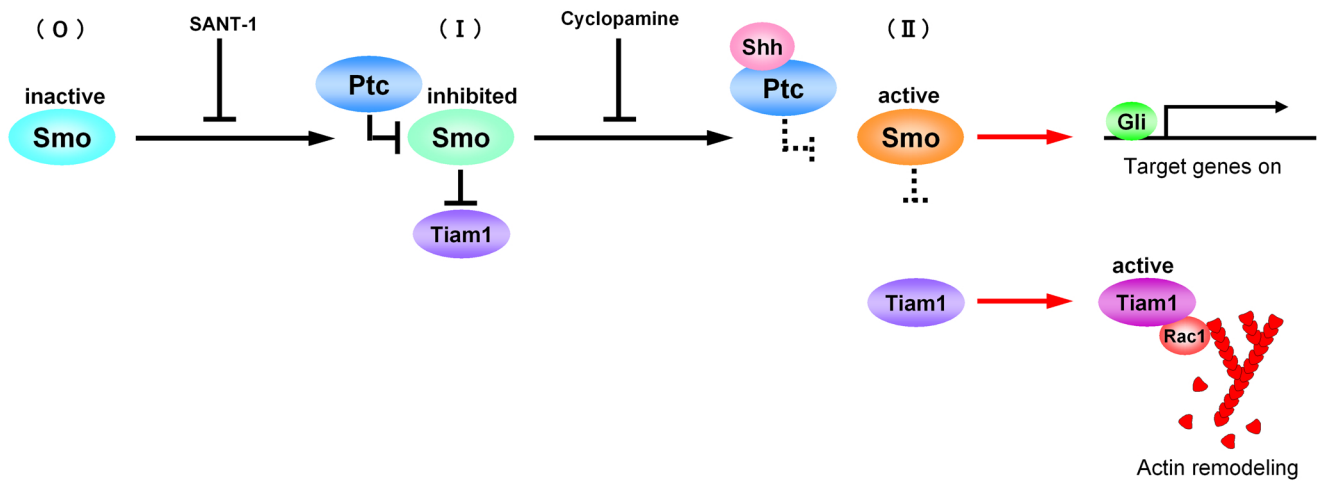 ( O )
SANT-1
inactive
Smo
Ptc
( I )
inhibited
Smo
Tiam1
Cyclopamine
Shh
Ptc
( II )
active
Smo
Gli
Target genes on
Tiam1
active
Tiam1
Rac1
Actin remodeling